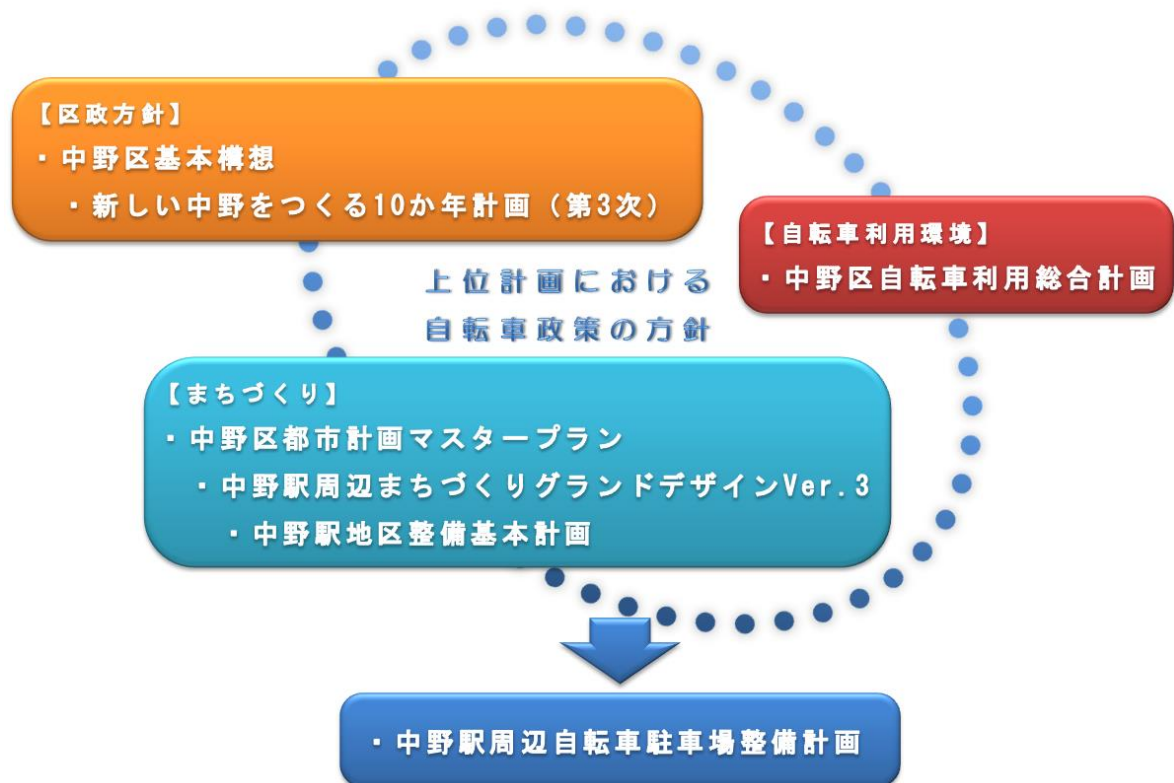 【区政方針】
・中野区基本構想
・新しい中野をつくる10か年計画（第3次）
【自転車利用環境】
・中野区自転車利用総合計画
上位計画における
自転車政策の方針
【まちづくり】
・中野区都市計画マスタープラン
・中野駅周辺まちづくりグランドデザインVer.3
・中野駅地区整備基本計画
・中野駅周辺自転車駐車場整備計画